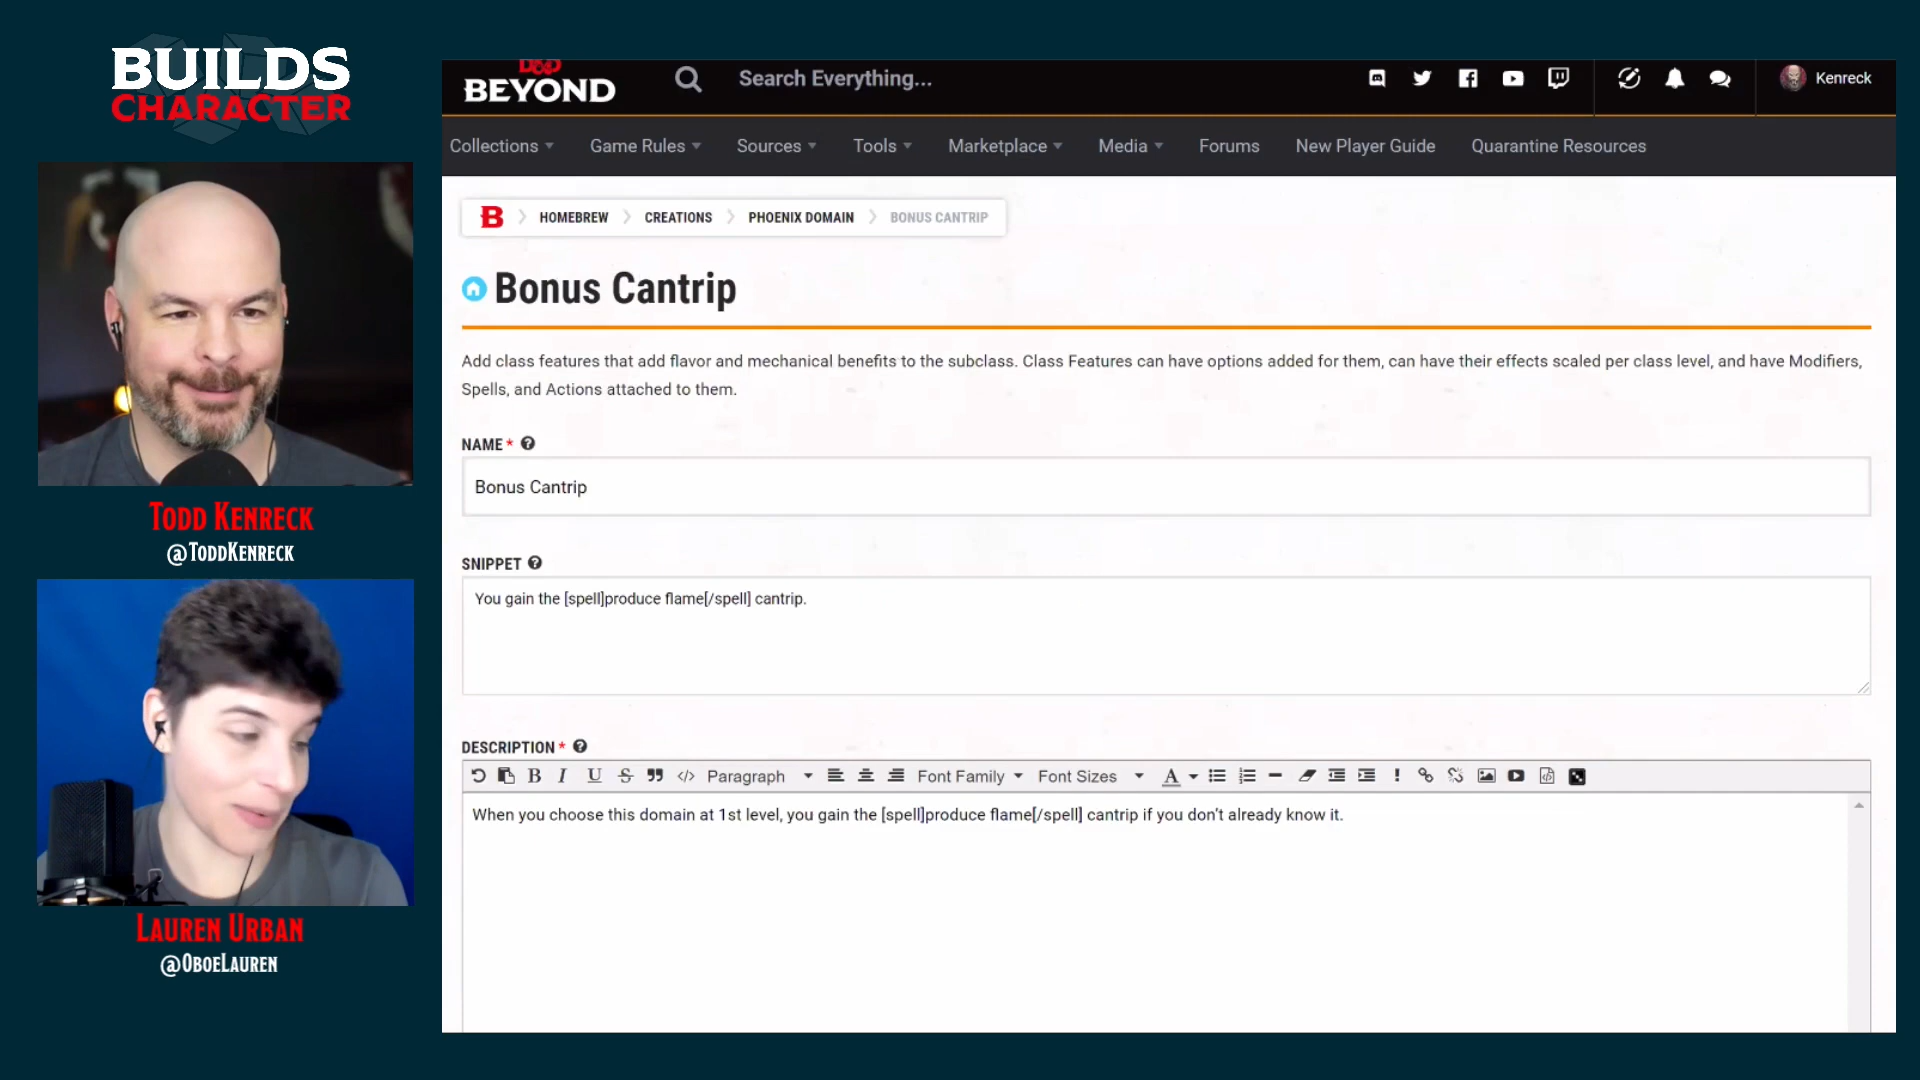 BUILDS
CHARACTER
TODD KENRECK
@TODDKENRECK
LAUREN URBAN
@OBOELAUREN
D&D
BEYOND
Search Everything...
Kenreck
Collections
Game Rules
Sources
Tools
Marketplace
Media
Forums
New Player Guide
Quarantine Resources
B
HOMEBREW
CREATIONS
PHOENIX DOMAIN
BONUS CANTRIP
Bonus Cantrip
Add class features that add flavor and mechanical benefits to the subclass. Class Features can have options added for them, can have their effects scaled per class level, and have Modifiers,
Spells, and Actions attached to them.
NAME *
Bonus Cantrip
SNIPPET
You gain the [spell]produce flame[/spell] cantrip.
DESCRIPTION *
B I U S Paragraph Font Family Font Sizes A
When you choose this domain at 1st level, you gain the [spell]produce flame[/spell] cantrip if you don’t already know it.